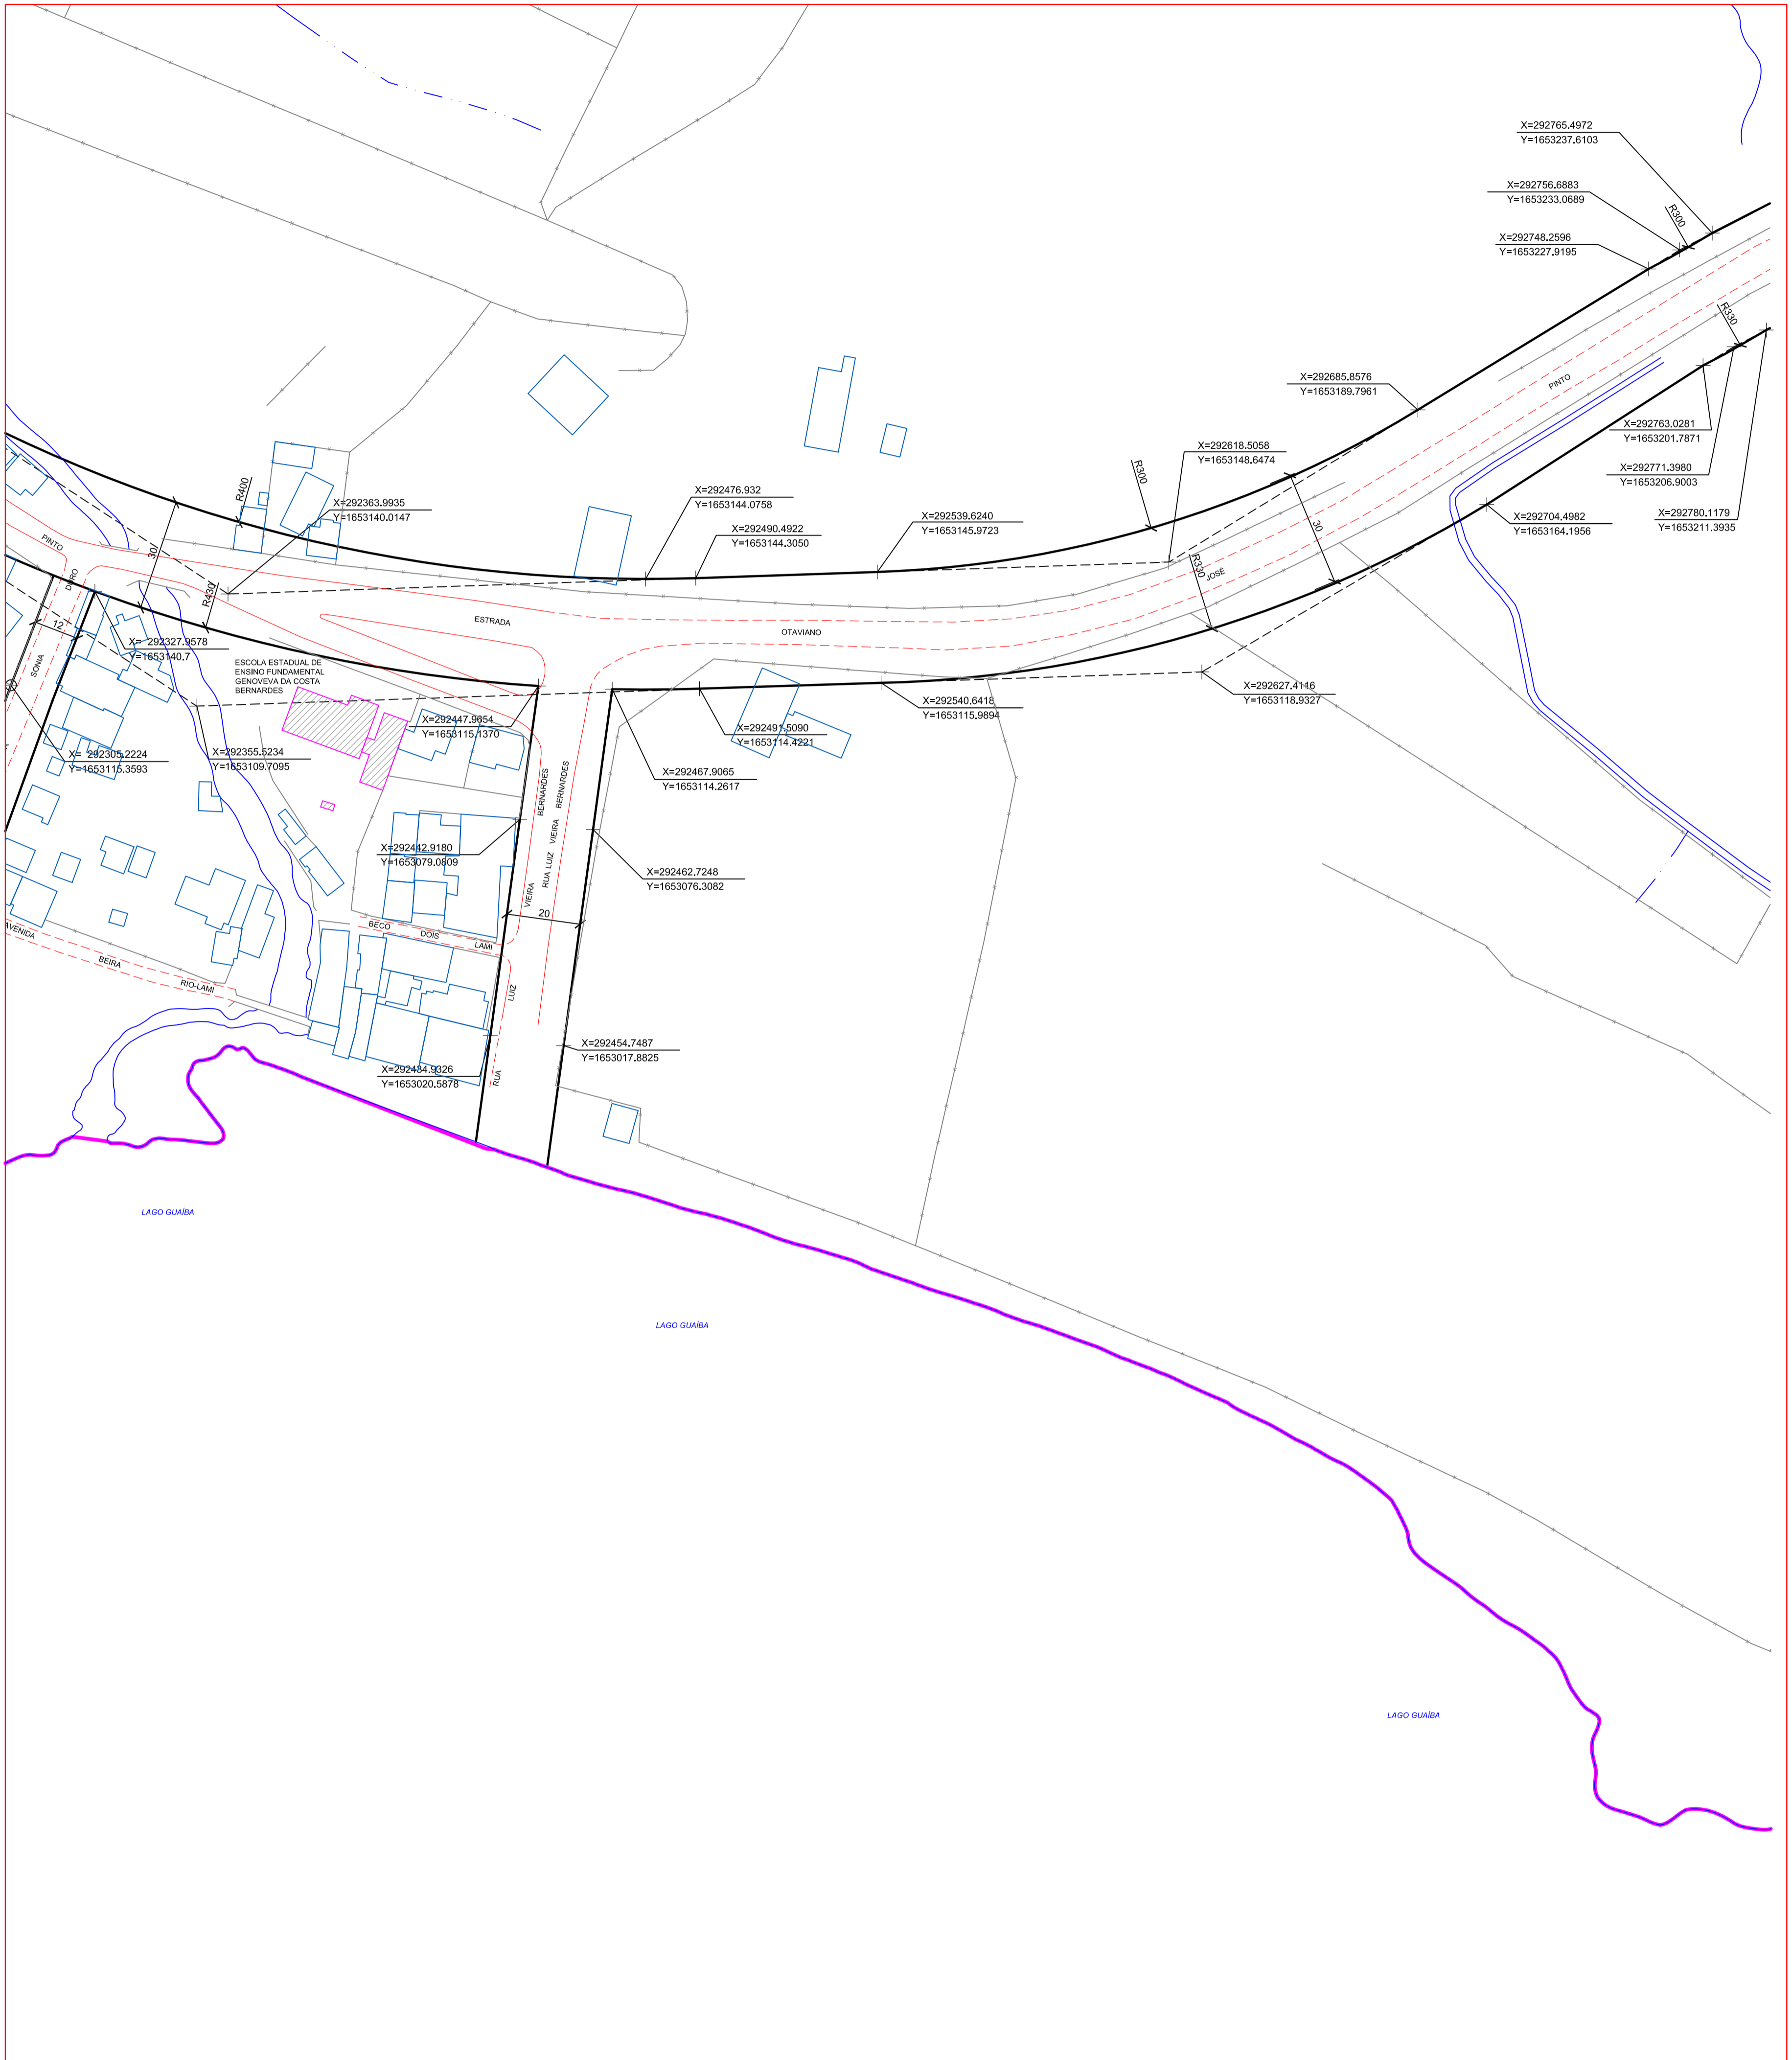 X=292765.4972
Y=1653237.6103
X=292756.6883
Y=1653233.0689
R300
X=292748.2596
Y=1653227.9195
R330
X=292685.8576
Y=1653189.7961
PINTO
X=292763.0281
Y=1653201.7871
X=292618.5058
Y=1653148.6474
R300
X=292771.3980
Y=1653206.9003
R400
X=292363.9935
Y=1653140.0147
X=292476.932
Y=1653144.0758
X=292490.4922
Y=1653144.3050
X=292539.6240
Y=1653145.9723
30
X=292704.4982
Y=1653164.1956
X=292780.1179
Y=1653211.3935
PINTO
30
R330
JOSÉ
DURO
R430
ESTRADA
OTAVIANO
12
X= 292327.9578
Y=1653140.7
SONIA
ESCOLA ESTADUAL DE
ENSINO FUNDAMENTAL
GENOVEVA DA COSTA
BERNARDES
X=292627.4116
Y=1653118.9327
X=292540.6418
Y=1653115.9894
X=292447.9654
Y=1653115.1370
X=292491.5090
Y=1653114.4221
X= 292305.2224
Y=1653115.3593
X=292355.5234
Y=1653109.7095
X=292467.9065
Y=1653114.2617
BERNARDES
RUA LUIZ VIEIRA BERNARDES
X=292442.9180
Y=1653079.0809
X=292462.7248
Y=1653076.3082
VIEIRA
20
BECO DOIS LAMI
AVENIDA
BEIRA
RIO-LAMI
LUIZ
X=292454.7487
Y=1653017.8825
X=292434.9326
Y=1653020.5878
RUA
LAGO GUAÍBA
LAGO GUAÍBA
LAGO GUAÍBA